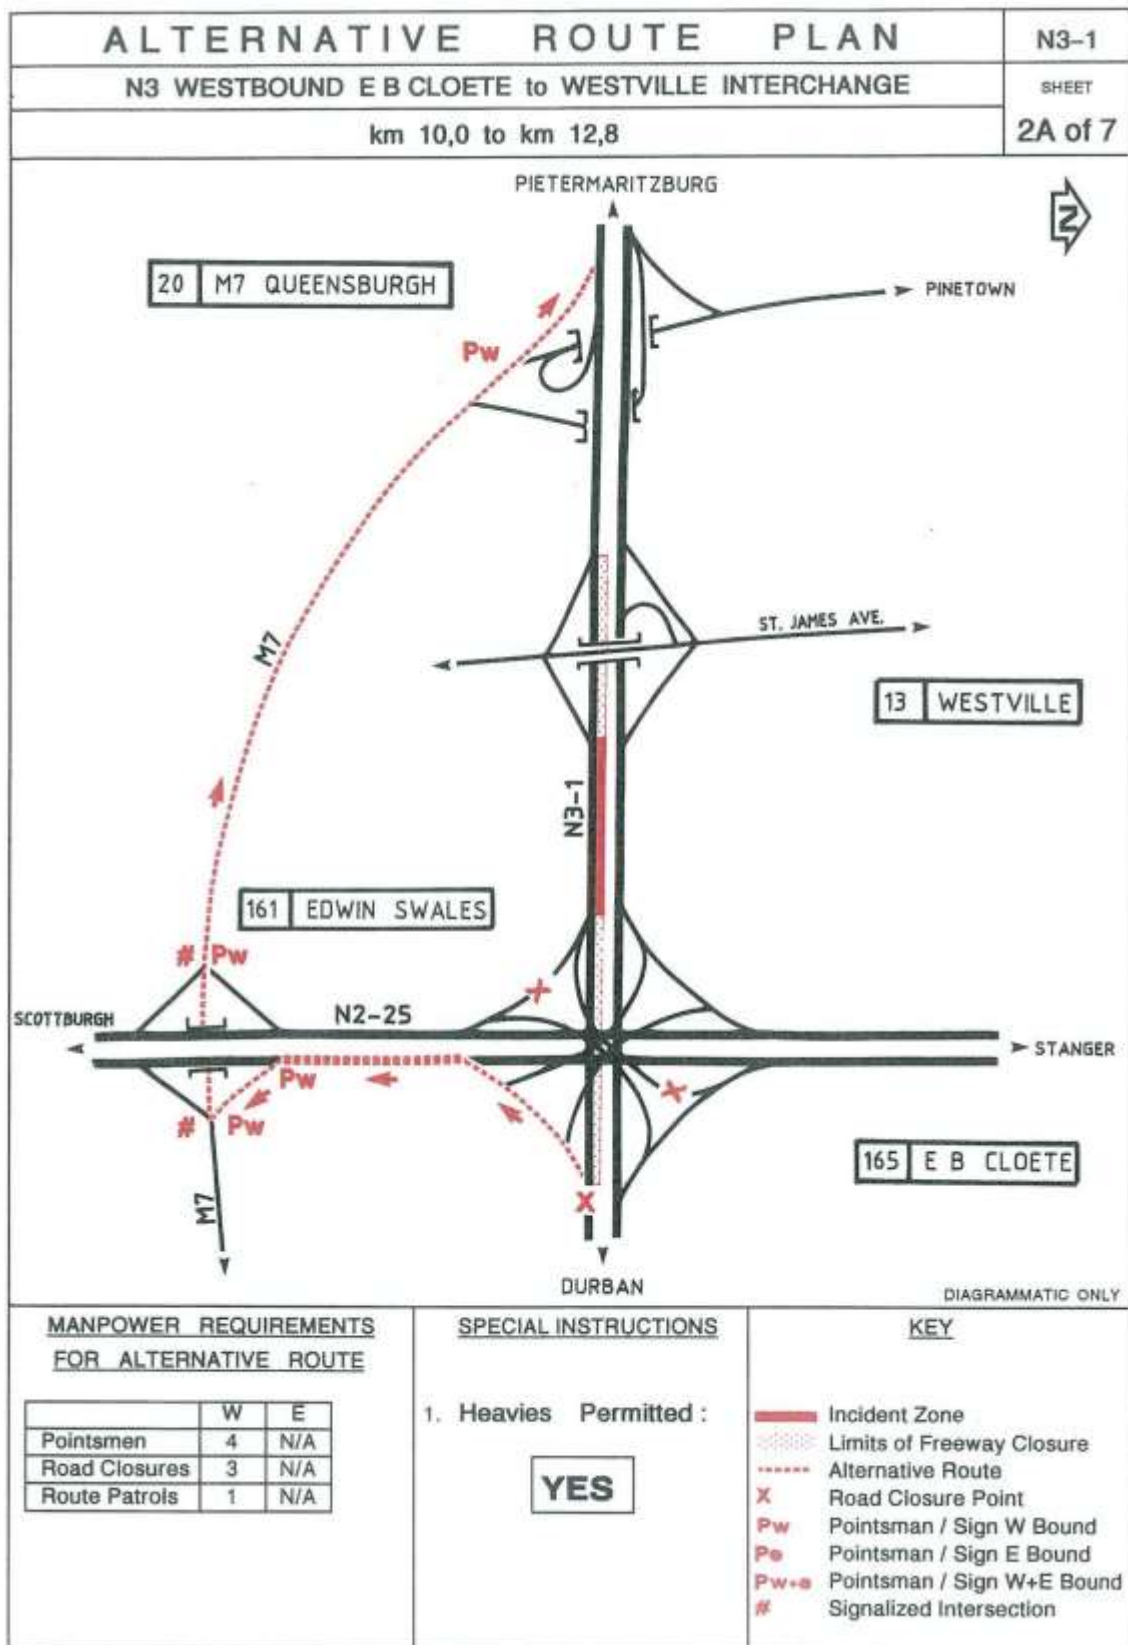 ALTERNATIVE ROUTE PLAN
N3-1
N3 WESTBOUND E B CLOETE to WESTVILLE INTERCHANGE
SHEET
km 10,0 to km 12,8
2A of 7
PIETERMARITZBURG
N
20 M7 QUEENSBURGH
PINETOWN
Pw
ST. JAMES AVE.
M7
13 WESTVILLE
N3-1
161 EDWIN SWALES
# Pw
X
SCOTTBURGH
N2-25
STANGER
Pw
X
# Pw
165 E B CLOETE
M7
X
DURBAN
DIAGRAMMATIC ONLY
MANPOWER REQUIREMENTS
FOR ALTERNATIVE ROUTE
W E
Pointsmen 4 N/A
Road Closures 3 N/A
Route Patrols 1 N/A
SPECIAL INSTRUCTIONS
1. Heavies Permitted :
YES
KEY
Incident Zone
Limits of Freeway Closure
Alternative Route
X Road Closure Point
Pw Pointsman / Sign W Bound
Pe Pointsman / Sign E Bound
Pw+e Pointsman / Sign W+E Bound
# Signalized Intersection